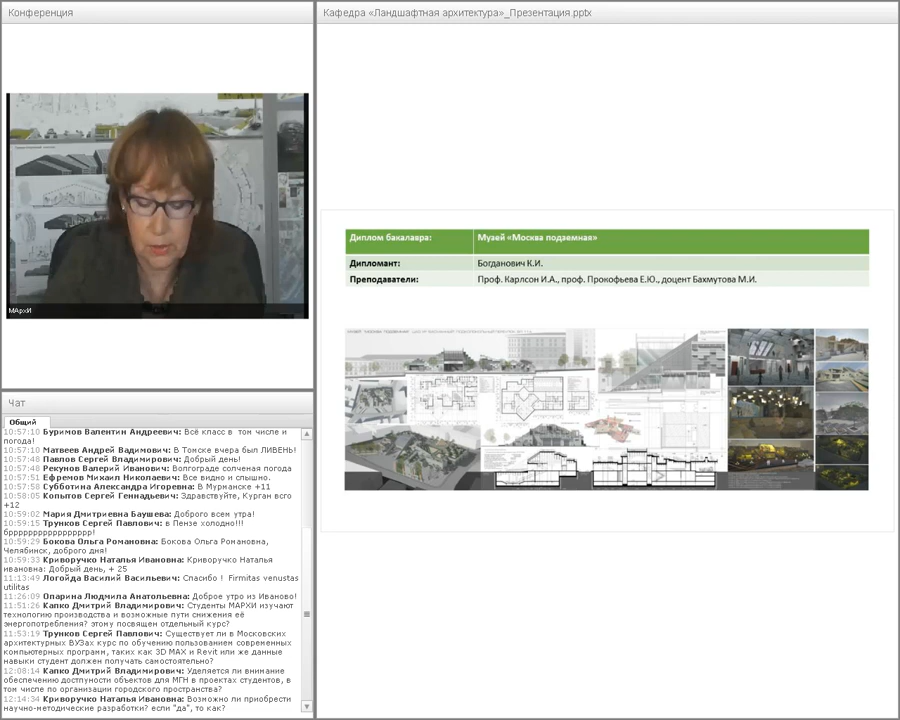 Конференция
МАрхИ
Чат
Общий
10:57:10 Буримов Валентин Андреевич: Всё класс в том числе и
погода!
10:57:10 Матвеев Андрей Вадимович: В Томске вчера был ЛИВЕНЬ!
10:57:48 Павлов Сергей Владимирович: Добрый день!
10:57:48 Рекунов Валерий Иванович: Волгограде солченая погода
10:57:51 Ефремов Михаил Николаевич: Все видно и слышно.
10:57:58 Субботина Александра Игоревна: В Мурманске +11
10:58:05 Копытов Сергей Геннадьевич: Здравствуйте, Курган всго
+12
10:59:02 Мария Дмитриевна Баушева: Доброго всем утра!
10:59:15 Трунков Сергей Павлович: в Пензе холодно!!!
бррррррррррррррррр!
10:59:29 Бокова Ольга Романовна: Бокова Ольга Романовна,
Челябинск, доброго дня!
10:59:33 Криворучко Наталья Ивановна: Криворучко Наталья
ивановна: Добрый день, + 25
11:13:49 Логойда Василий Васильевич: Спасибо ! Firmitas venustas
utilitas
11:26:09 Опарина Людмила Анатольевна: Доброе утро из Иваново!
11:51:26 Капко Дмитрий Владимирович: Студенты МАРХИ изучают
технологию производства и возможные пути снижения её
энергопотребления? этому посвящен отдельный курс?
11:53:19 Трунков Сергей Павлович: Существует ли в Московских
архитектурных ВУЗах курс по обучению пользованием современных
компьютерных программ, таких как 3D MAX и Revit или же данные
навыки студент должен получать самостоятельно?
12:08:14 Капко Дмитрий Владимирович: Уделяется ли внимание
обеспечению доступности объектов для МГН в проектах студентов, в
том числе по организации городского пространства?
12:14:34 Криворучко Наталья Ивановна: Возможно ли приобрести
научно-методические разработки? если "да", то как?
Кафедра «Ландшафтная архитектура»_Презентация.pptx
Диплом бакалавра: Музей «Москва подземная»
Дипломант: Богданович К.И.
Преподаватели: Проф. Карлсон И.А., проф. Прокофьева Е.Ю., доцент Бахмутова М.И.